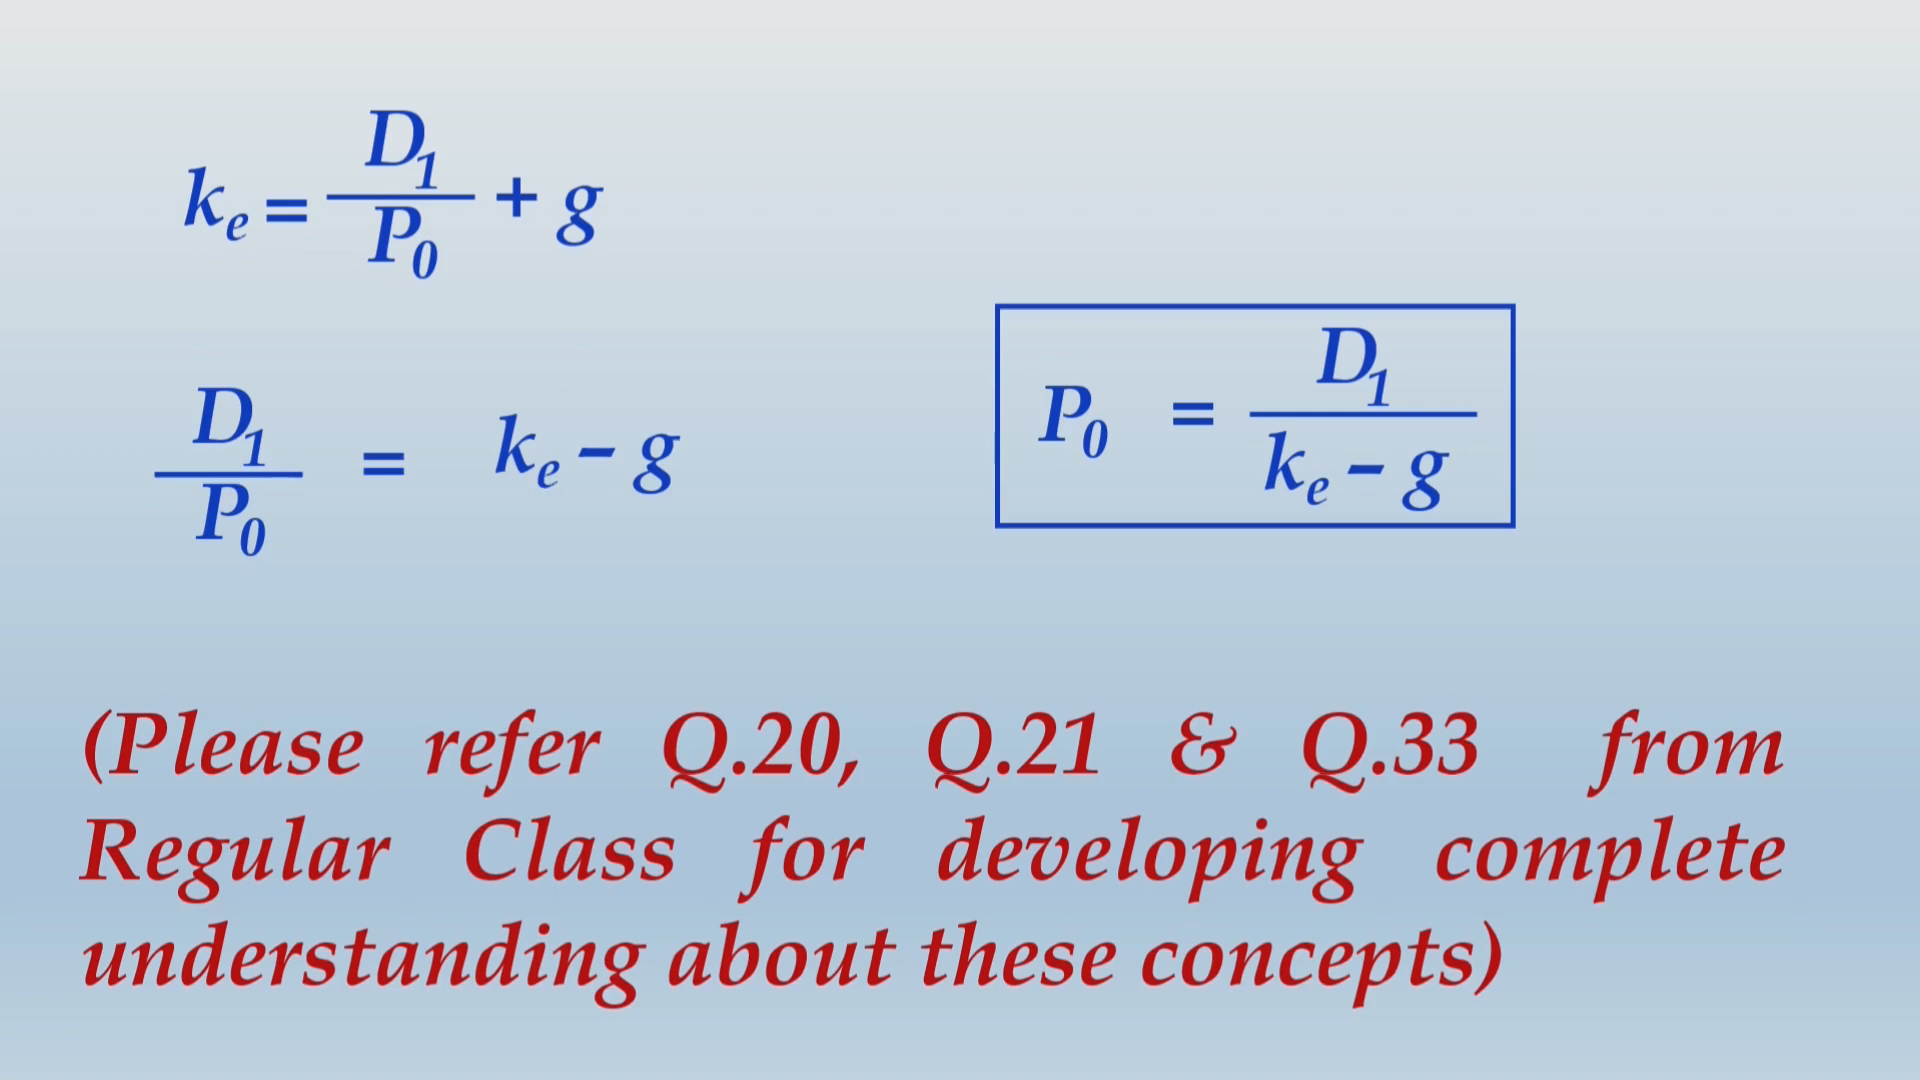 kₑ = D₁/P₀ + g
D₁/P₀ = kₑ – g
P₀ = D₁/(kₑ – g)
(Please refer Q.20, Q.21 & Q.33 from
Regular Class for developing complete
understanding about these concepts)